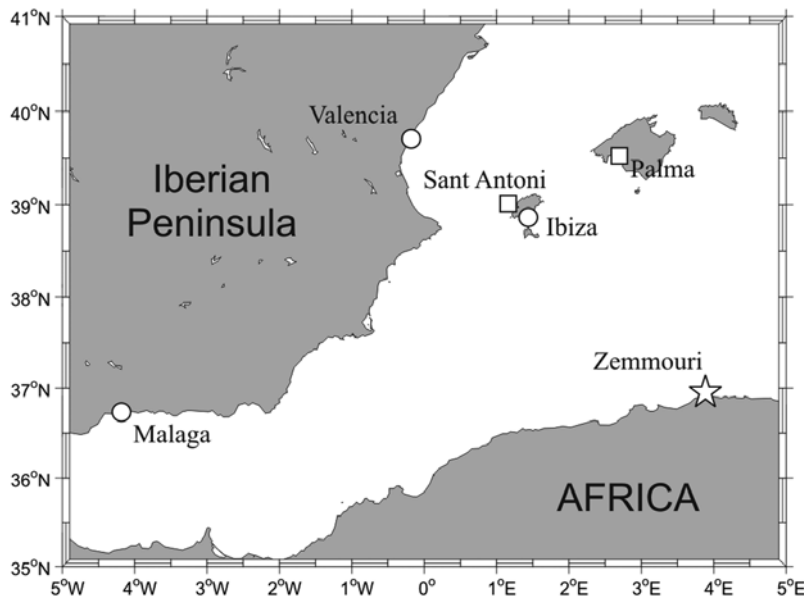 41°N
40°N
39°N
38°N
37°N
36°N
35°N
Valencia
Iberian
Peninsula
Sant Antoni
Palma
Ibiza
Zemmouri
Malaga
AFRICA
5°W 4°W 3°W 2°W 1°W 0° 1°E 2°E 3°E 4°E 5°E